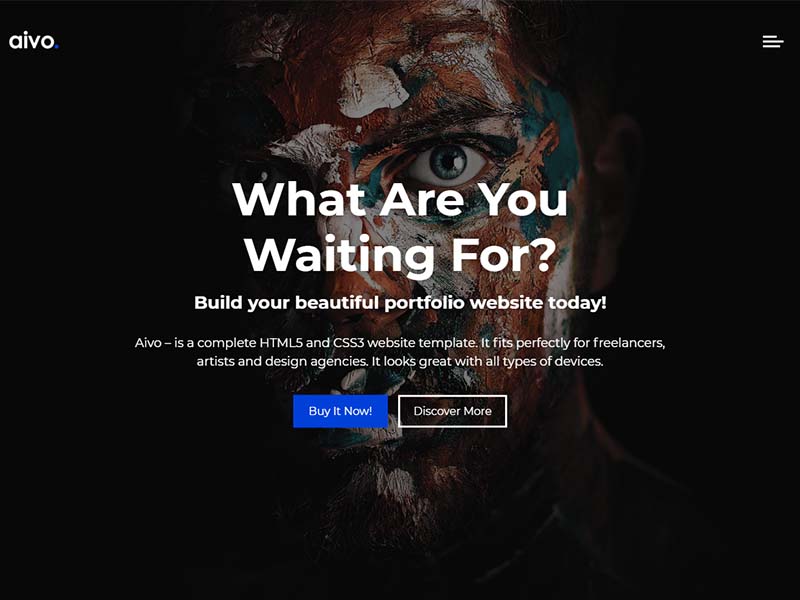 aivo.
What Are You
Waiting For?
Build your beautiful portfolio website today!
Aivo – is a complete HTML5 and CSS3 website template. It fits perfectly for freelancers,
artists and design agencies. It looks great with all types of devices.
Buy It Now!
Discover More